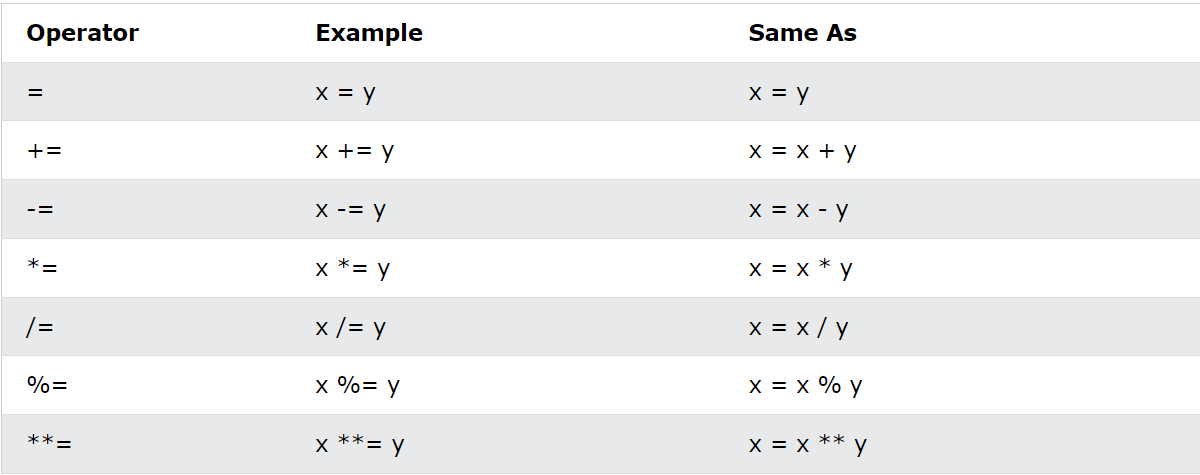 Operator Example Same As
= x = y x = y
+= x += y x = x + y
-= x -= y x = x - y
*= x *= y x = x * y
/= x /= y x = x / y
%= x %= y x = x % y
**= x **= y x = x ** y